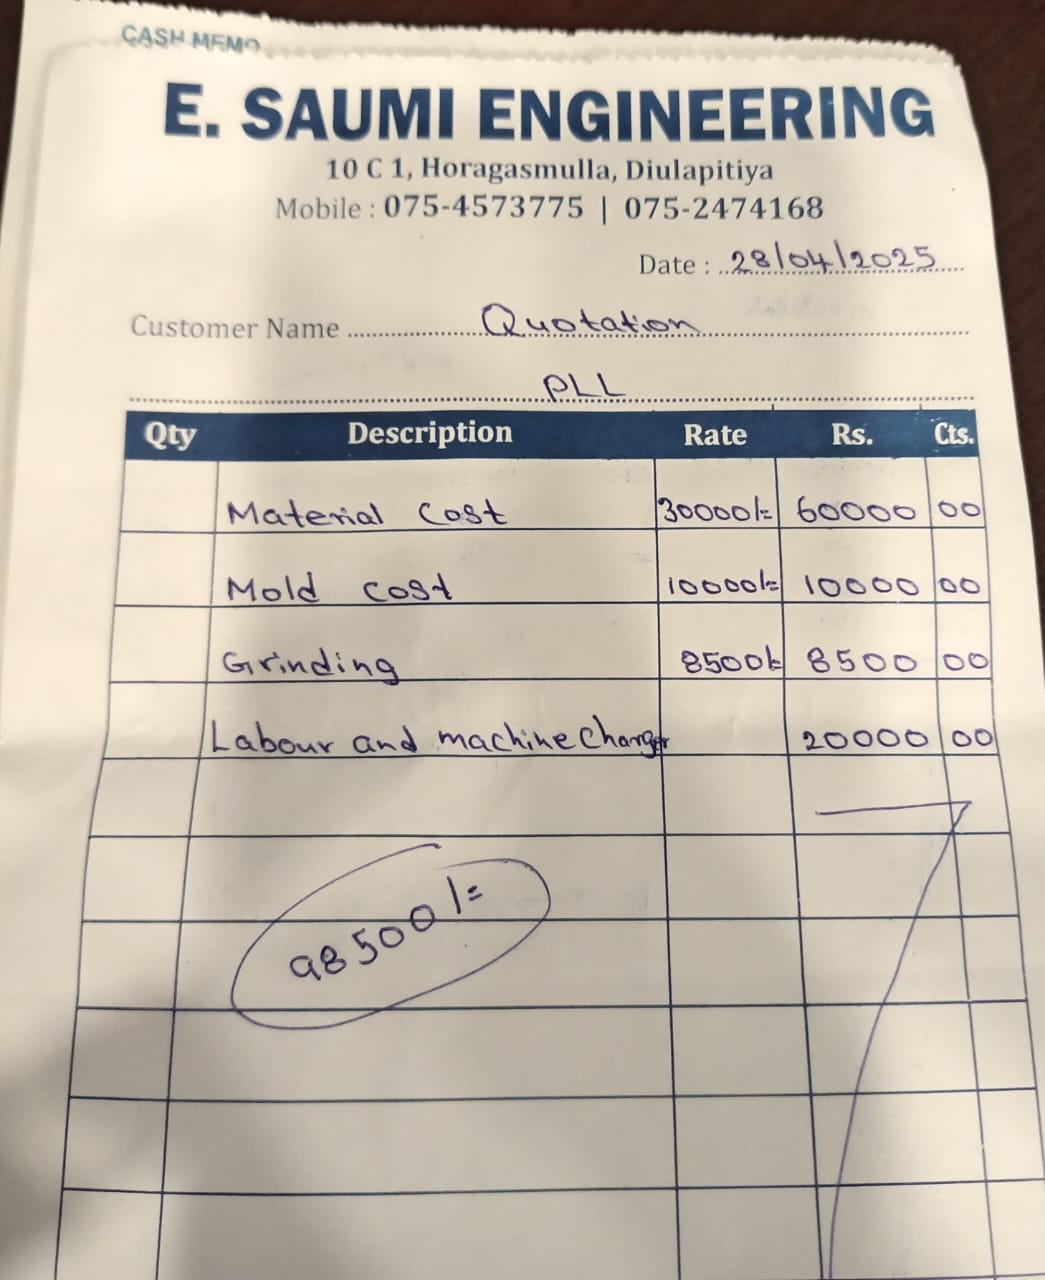 CASH MEMO
E. SAUMI ENGINEERING
10 C 1, Horagasmulla, Diulapitiya
Mobile : 075-4573775 | 075-2474168
Date : 28/04/2025
Customer Name Quotation
PLL
Qty Description Rate Rs. Cts.
Material Cost 30000/= 60000 00
Mold cost 10000/= 10000 00
Grinding 8500/= 8500 00
Labour and machine Charger 20000 00
98500/=